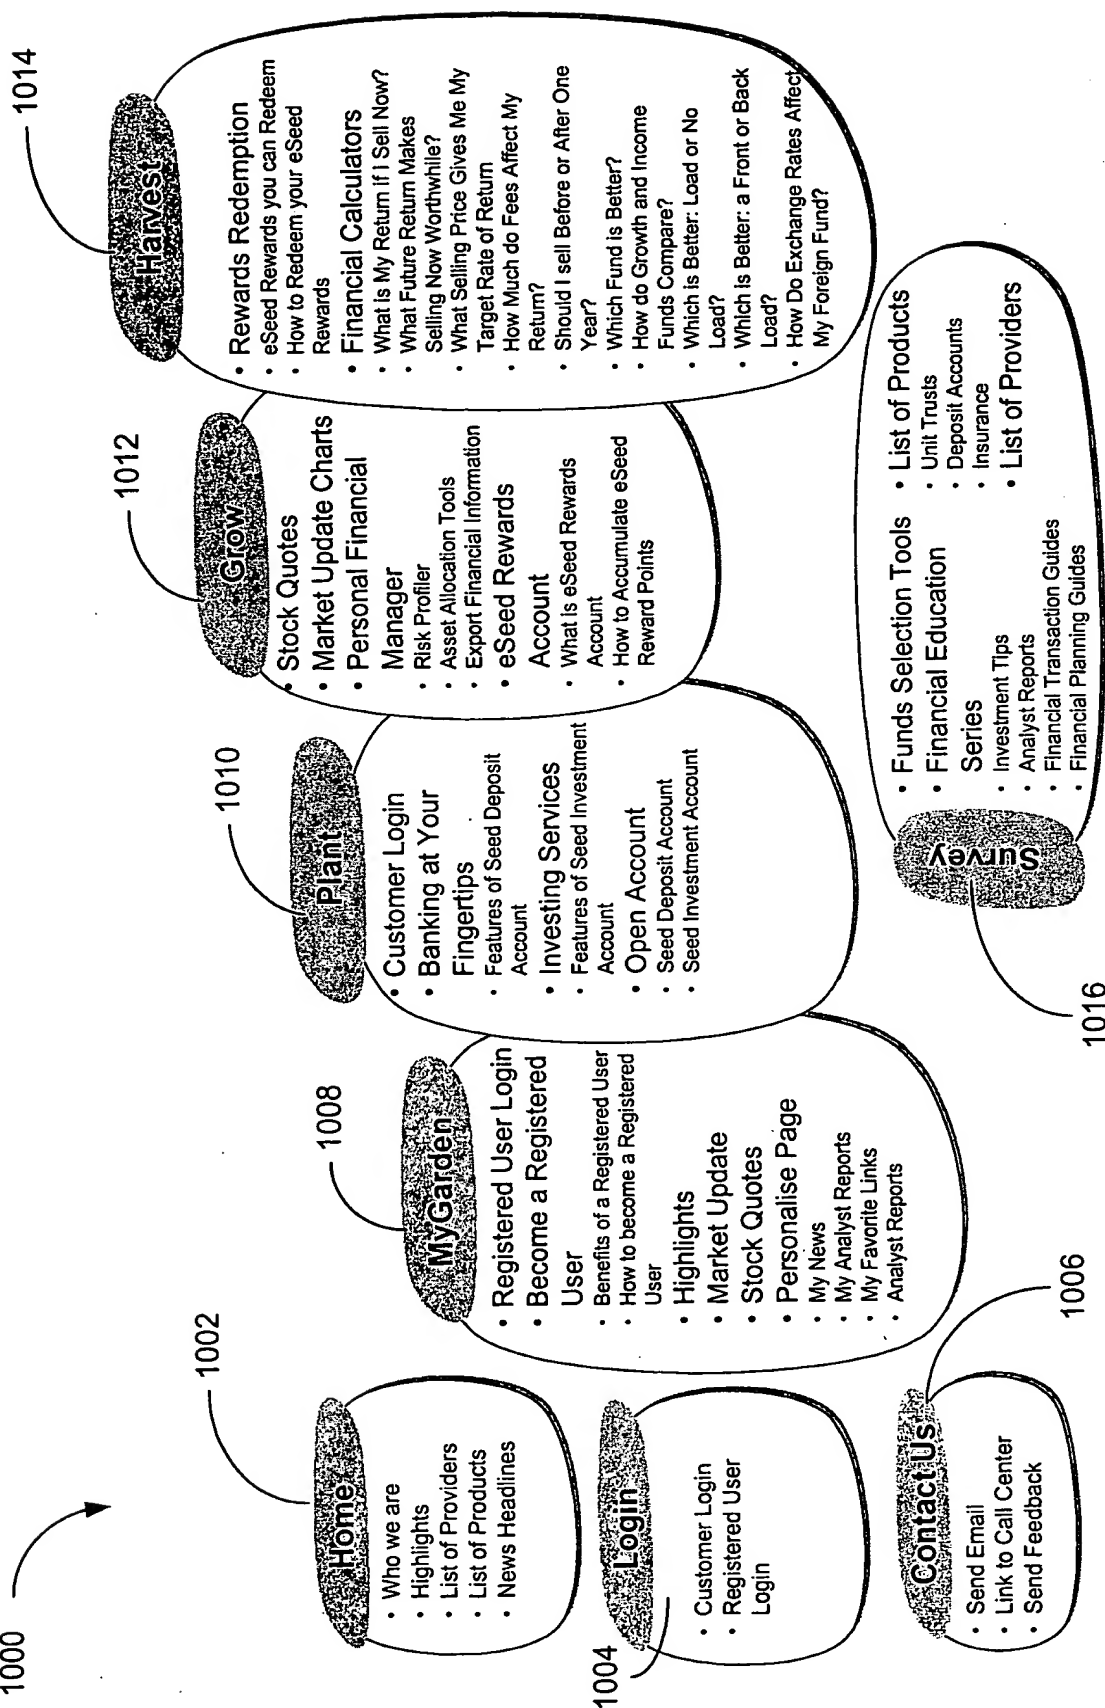 1000
1002
Home
• Who we are
• Highlights
• List of Providers
• List of Products
• News Headlines
1004
Login
• Customer Login
• Registered User
Login
1006
Contact Us
• Send Email
• Link to Call Center
• Send Feedback
1008
MyGarden
• Registered User Login
• Become a Registered
User
• Benefits of a Registered User
• How to become a Registered
User
• Highlights
• Market Update
• Stock Quotes
• Personalise Page
• My News
• My Analyst Reports
• My Favorite Links
• Analyst Reports
1010
Plant
• Customer Login
• Banking at Your
Fingertips
• Features of Seed Deposit
Account
• Investing Services
• Features of Seed Investment
Account
• Open Account
• Seed Deposit Account
• Seed Investment Account
1012
Grow
• Stock Quotes
• Market Update Charts
• Personal Financial
Manager
• Risk Profiler
• Asset Allocation Tools
• Export Financial Information
• eSeed Rewards
Account
• What is eSeed Rewards
Account
• How to Accumulate eSeed
Reward Points
1014
Harvest
• Rewards Redemption
• eSeed Rewards you can Redeem
• How to Redeem your eSeed
Rewards
• Financial Calculators
• What is My Return If I Sell Now?
• What Future Return Makes
Selling Now Worthwhile?
• What Selling Price Gives Me My
Target Rate of Return
• How Much do Fees Affect My
Return?
• Should I sell Before or After One
Year?
• Which Fund is Better?
• How do Growth and Income
Funds Compare?
• Which is Better: Load or No
Load?
• Which is Better: a Front or Back
Load?
• How Do Exchange Rates Affect
My Foreign Fund?
1016
Survey
• Funds Selection Tools
• Financial Education
Series
• Investment Tips
• Analyst Reports
• Financial Transaction Guides
• Financial Planning Guides
• List of Products
• Unit Trusts
• Deposit Accounts
• Insurance
• List of Providers